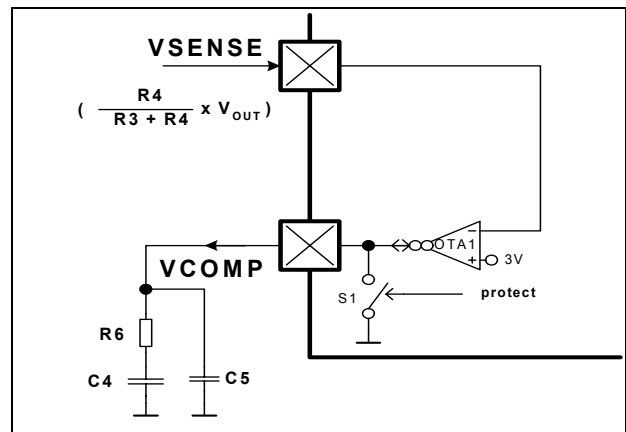 VSENSE
( R4
R3 + R4 x VOUT )
OTA1
−
+
3V
VCOMP
S1
protect
R6
C4
C5